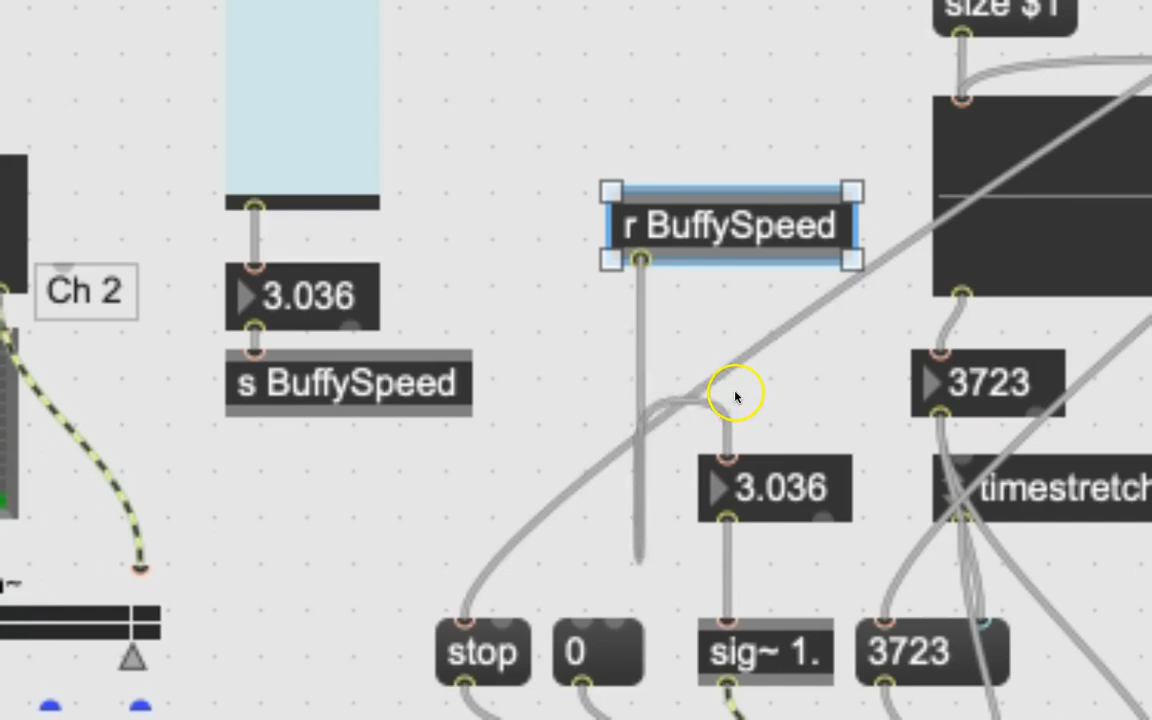 size $1
r BuffySpeed
Ch 2
3.036
s BuffySpeed
3723
3.036
timestretch
stop
0
sig~ 1.
3723